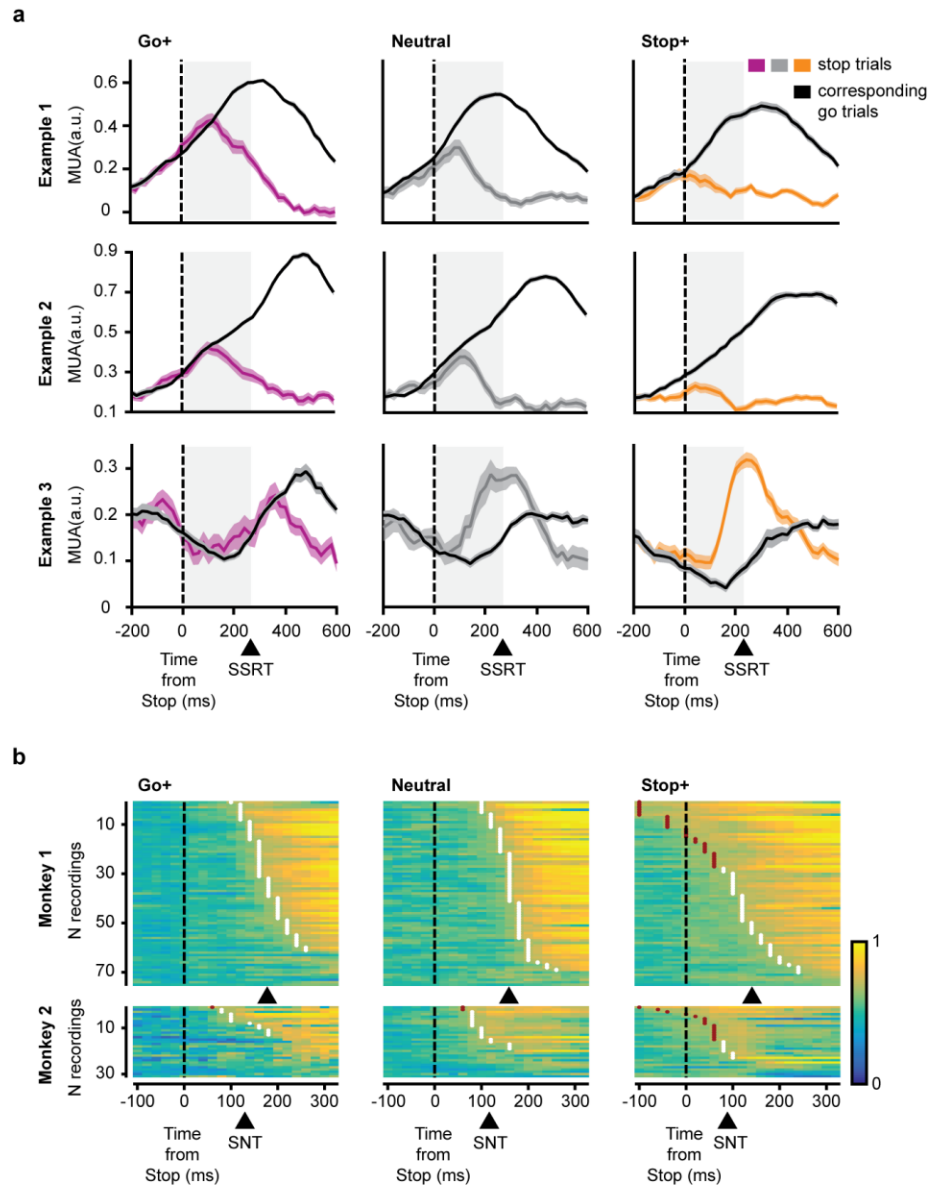 a
Go+
Neutral
Stop+
stop trials
corresponding
go trials
Example 1
MUA(a.u.)
0.6
0.4
0.2
0
Example 2
MUA(a.u.)
0.9
0.7
0.5
0.3
0.1
Example 3
MUA(a.u.)
0.3
0.2
0.1
0
-200 0 200 400 600
-200 0 200 400 600
-200 0 200 400 600
Time
from
Stop (ms)
SSRT
Time
from
Stop (ms)
SSRT
Time
from
Stop (ms)
SSRT
b
Go+
Neutral
Stop+
Monkey 1
N recordings
10
30
50
70
Monkey 2
N recordings
10
30
1
0
-100 0 100 200 300
-100 0 100 200 300
-100 0 100 200 300
Time
from
Stop (ms)
SNT
Time
from
Stop (ms)
SNT
Time
from
Stop (ms)
SNT